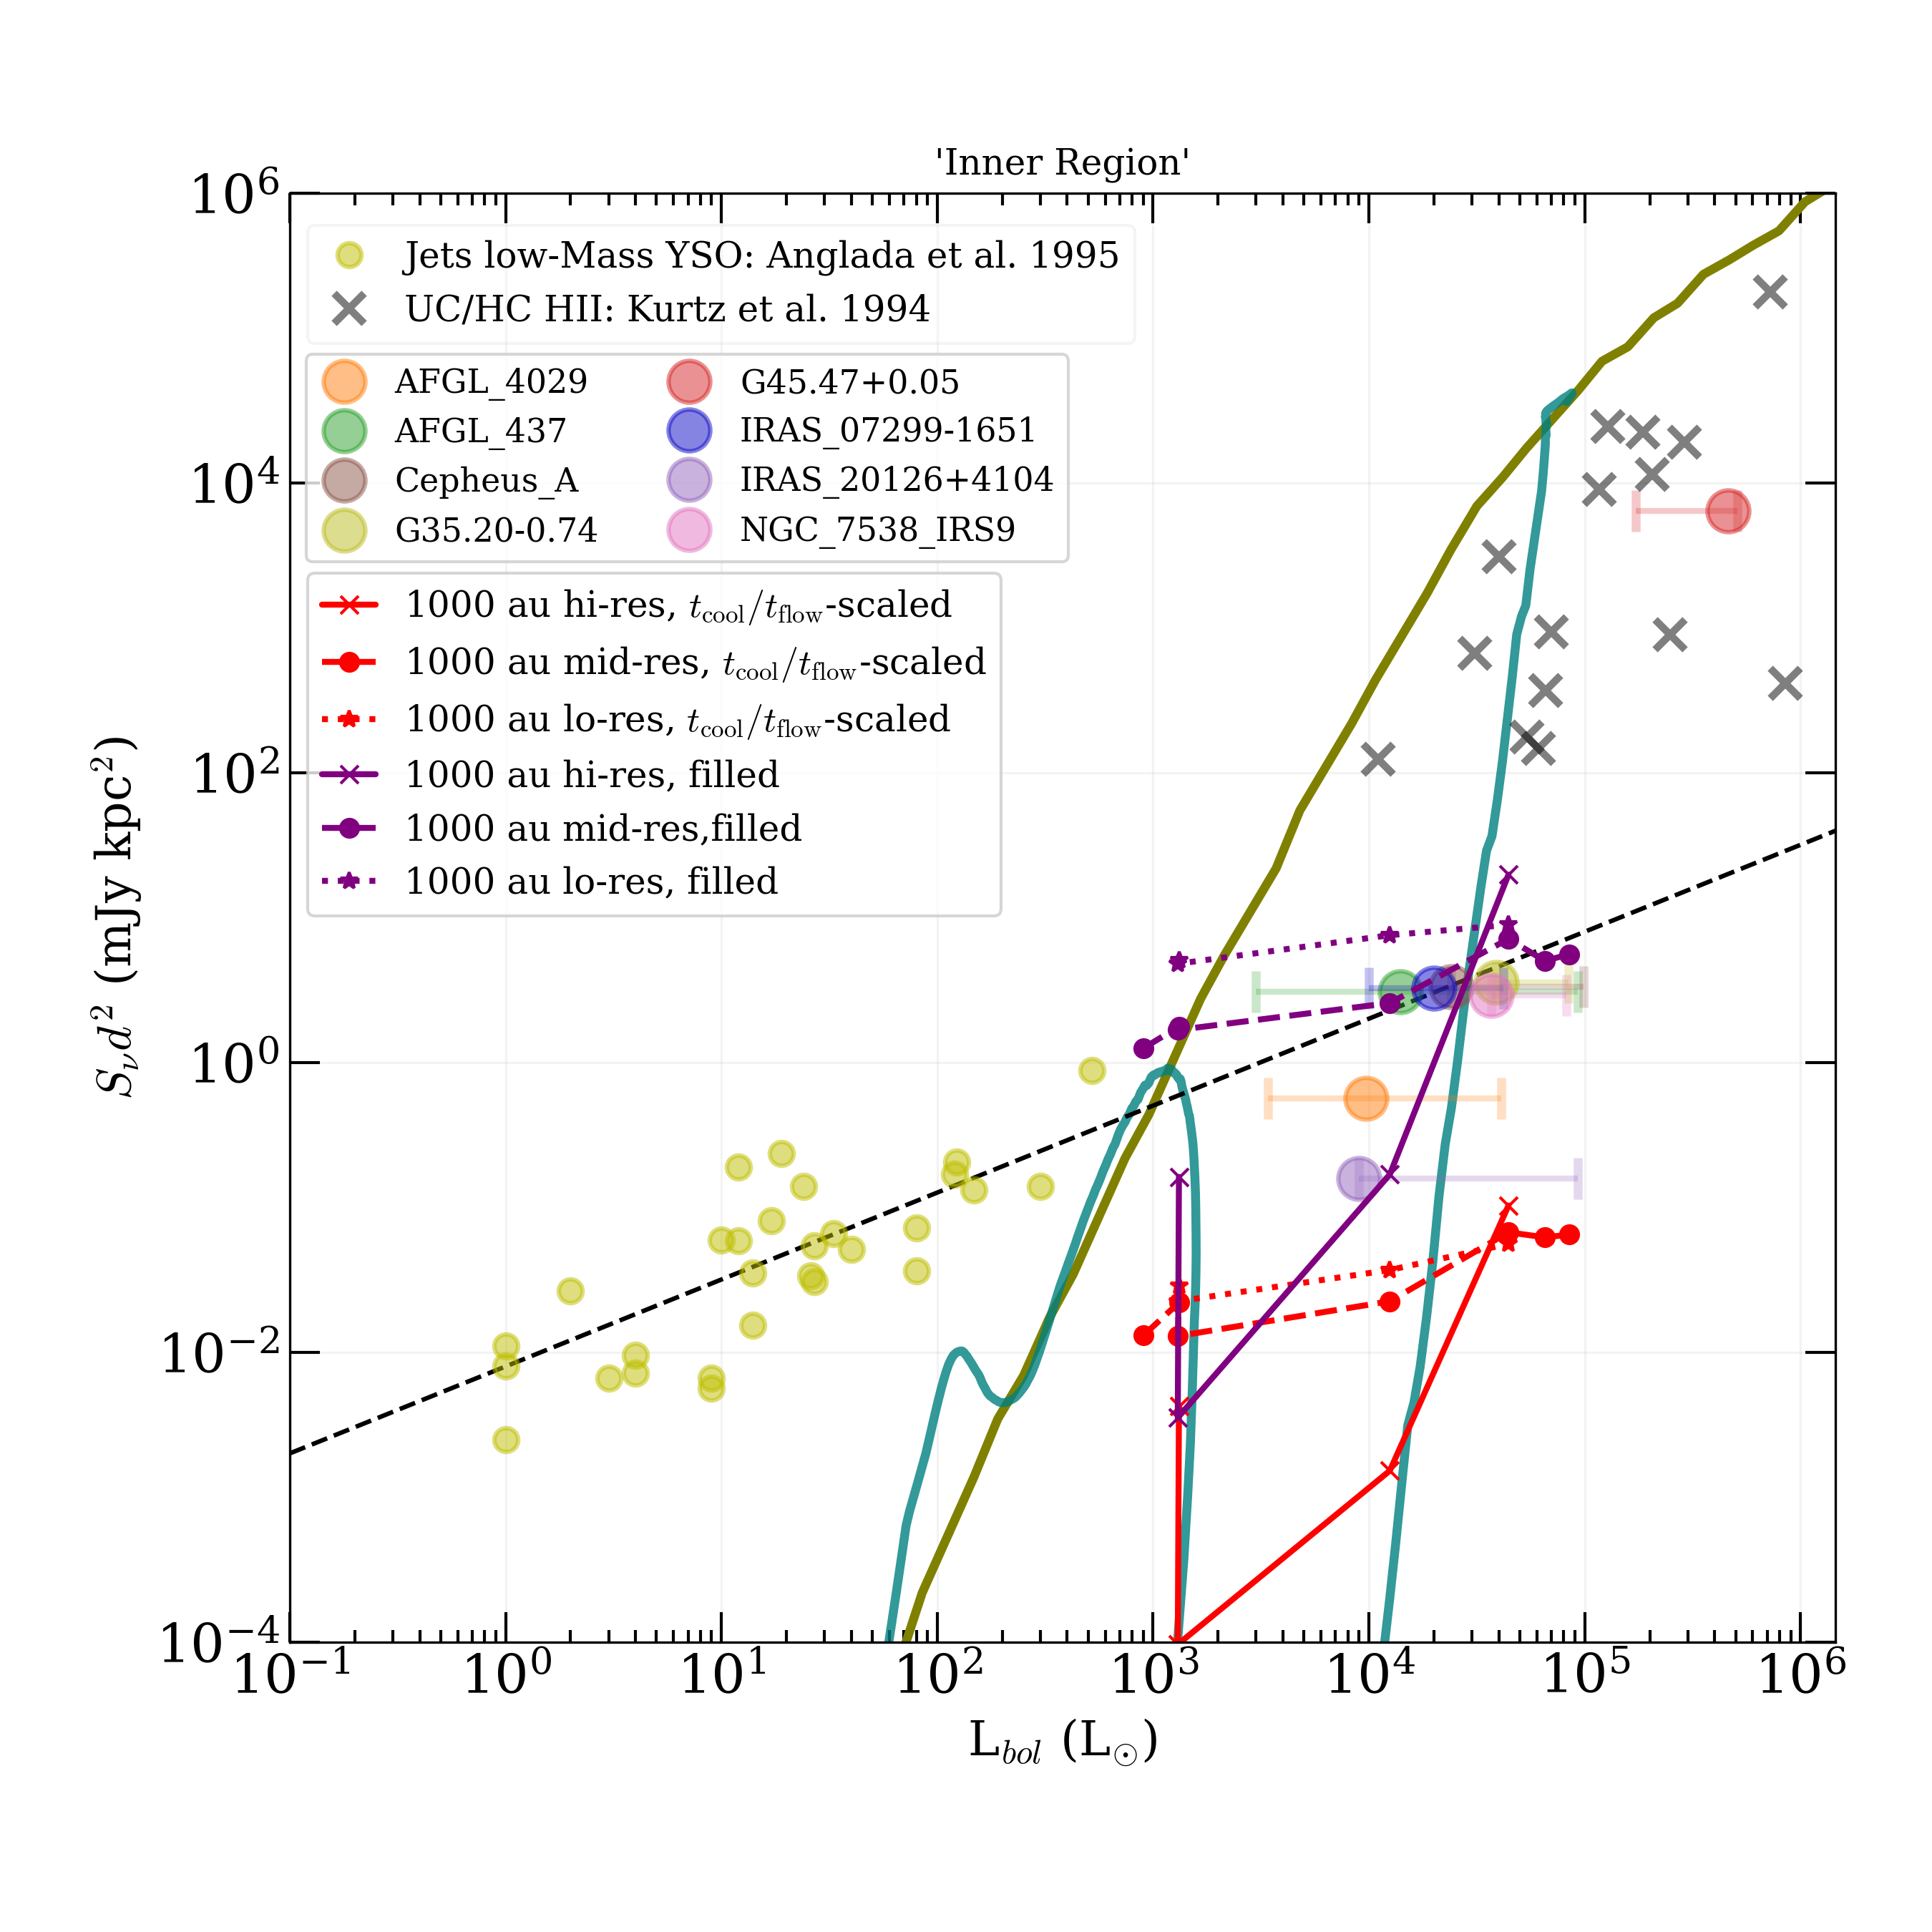 'Inner Region'
10^6
10^4
10^2
10^0
10^−2
10^−4
S_ν d^2 (mJy kpc^2)
Jets low-Mass YSO: Anglada et al. 1995
UC/HC HII: Kurtz et al. 1994
AFGL_4029
AFGL_437
Cepheus_A
G35.20-0.74
G45.47+0.05
IRAS_07299-1651
IRAS_20126+4104
NGC_7538_IRS9
1000 au hi-res, t_cool/t_flow-scaled
1000 au mid-res, t_cool/t_flow-scaled
1000 au lo-res, t_cool/t_flow-scaled
1000 au hi-res, filled
1000 au mid-res,filled
1000 au lo-res, filled
10^−1 10^0 10^1 10^2 10^3 10^4 10^5 10^6
L_bol (L_⊙)